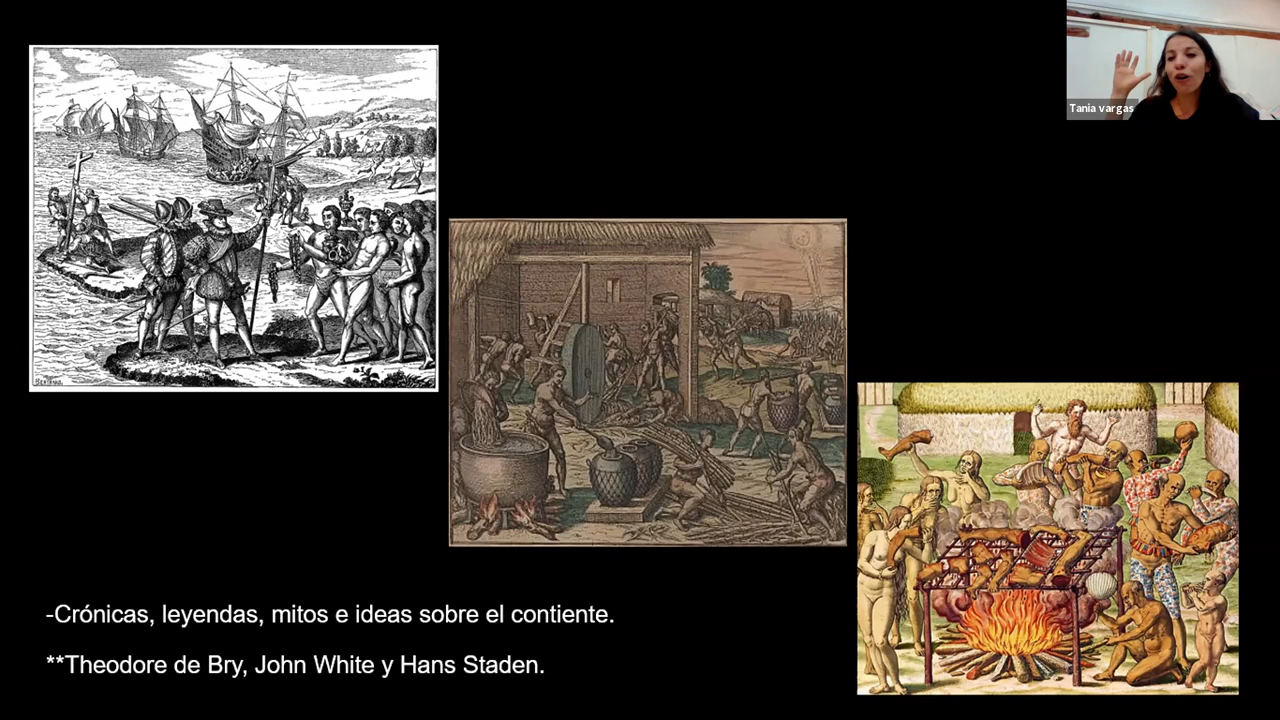 Tania vargas
-Crónicas, leyendas, mitos e ideas sobre el contiente.
**Theodore de Bry, John White y Hans Staden.